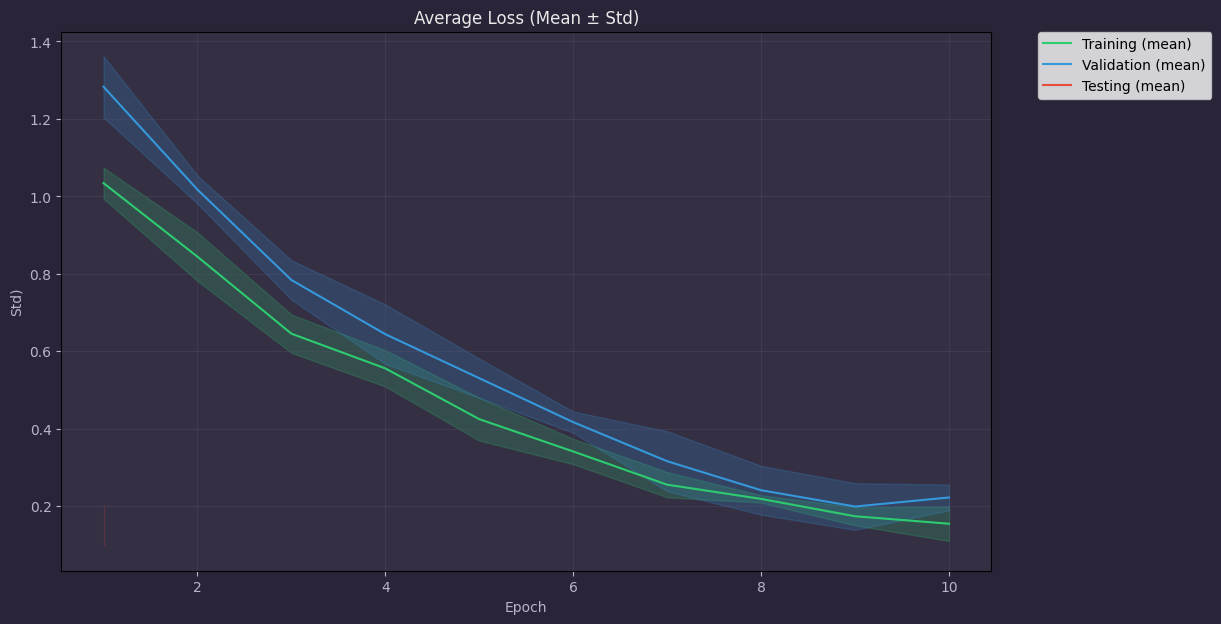 Average Loss (Mean ± Std)
Training (mean)
Validation (mean)
Testing (mean)
1.4
1.2
1.0
0.8
0.6
0.4
0.2
Std)
2 4 6 8 10
Epoch